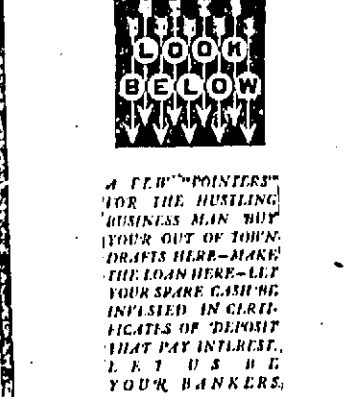 LOOK
BELOW
A FEW "POINTERS"
FOR THE HUSTLING
BUSINESS MAN BUY
YOUR OUT OF TOWN
DRAFTS HERE—MAKE
THE LOAN HERE—LET
YOUR SPARE CASH BE
INVESTED IN CERTI-
FICATES OF DEPOSIT
THAT PAY INTEREST.
LET US BE
YOUR BANKERS,